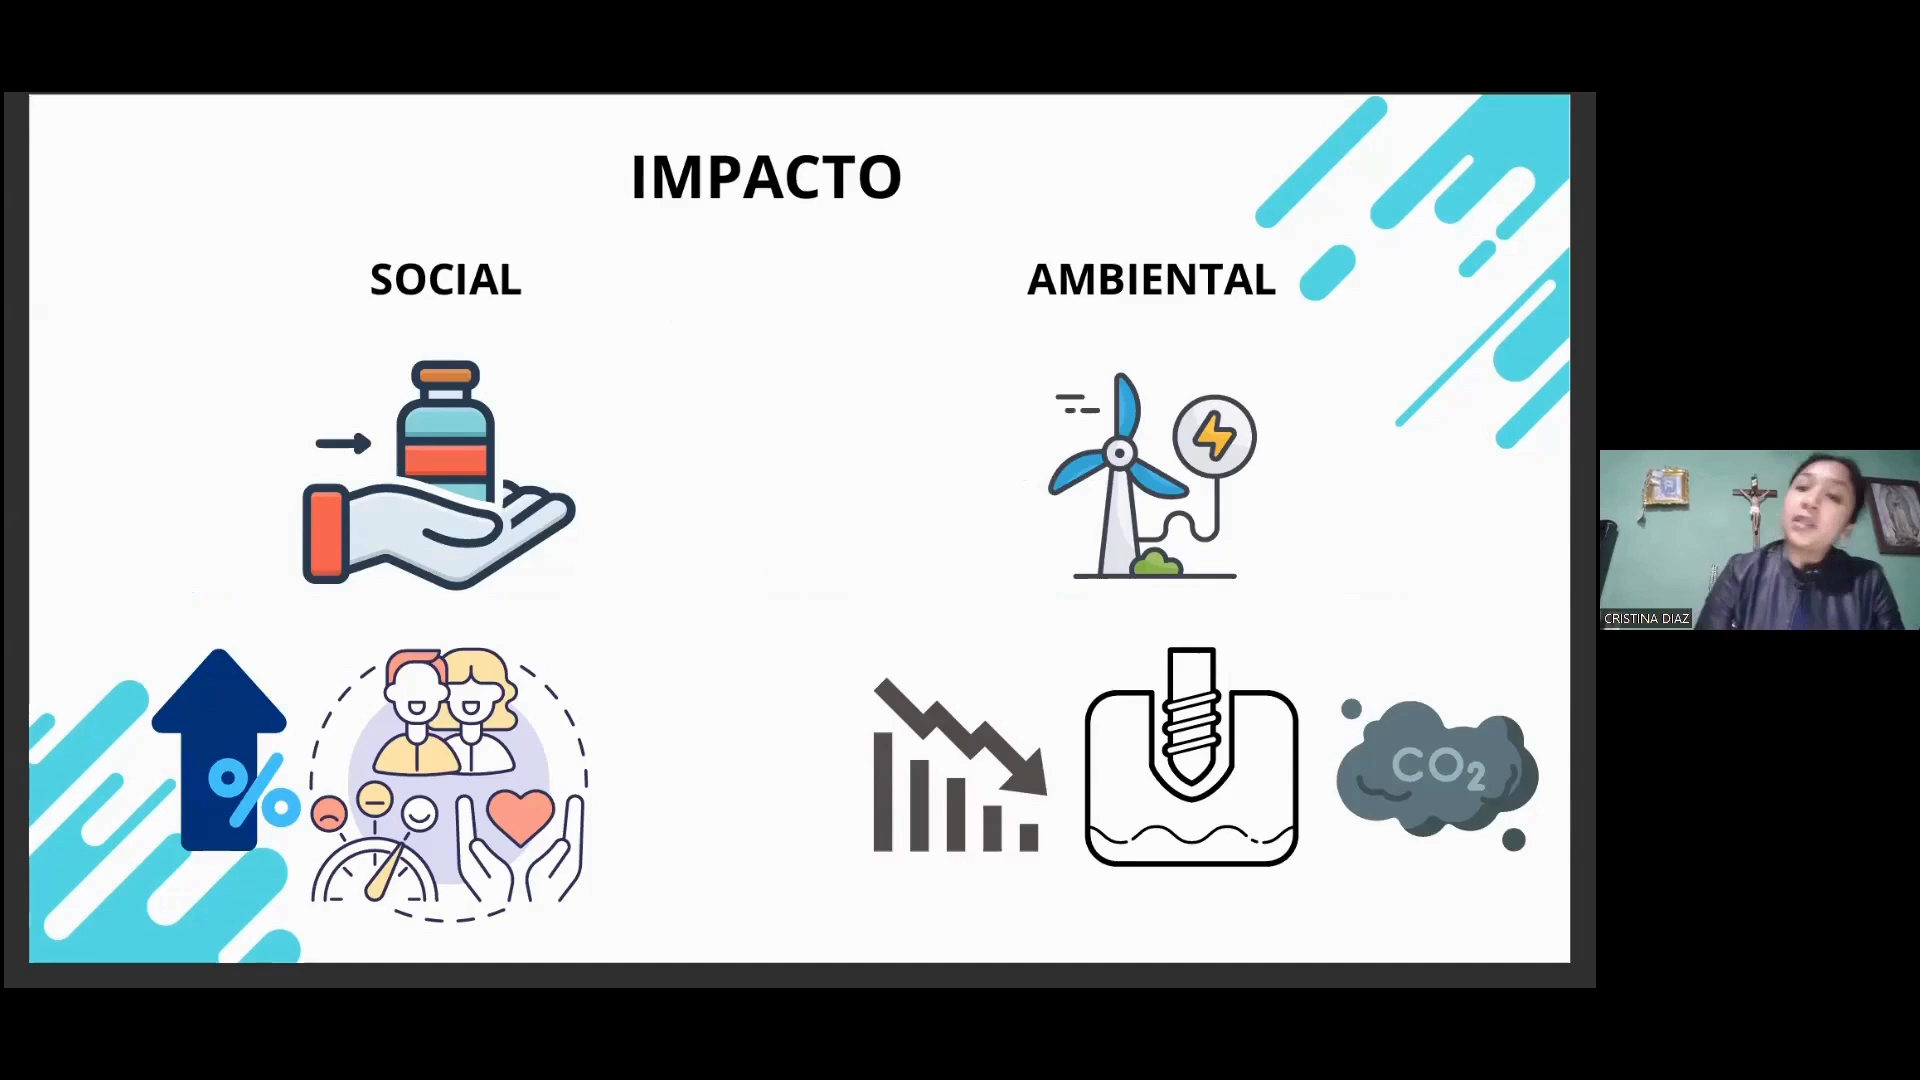 IMPACTO
SOCIAL
AMBIENTAL
%
CO2
CRISTINA DIAZ